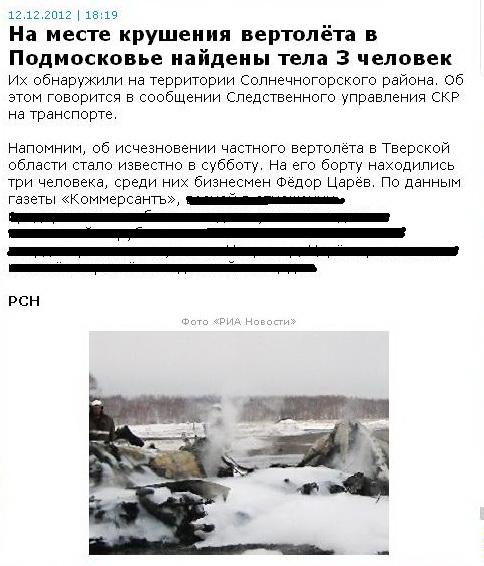 12.12.2012 | 18:19
На месте крушения вертолёта в
Подмосковье найдены тела 3 человек
Их обнаружили на территории Солнечногорского района. Об
этом говорится в сообщении Следственного управления СКР
на транспорте.
Напомним, об исчезновении частного вертолёта в Тверской
области стало известно в субботу. На его борту находились
три человека, среди них бизнесмен Фёдор Царёв. По данным
газеты «Коммерсантъ»,
РСН
Фото «РИА Новости»